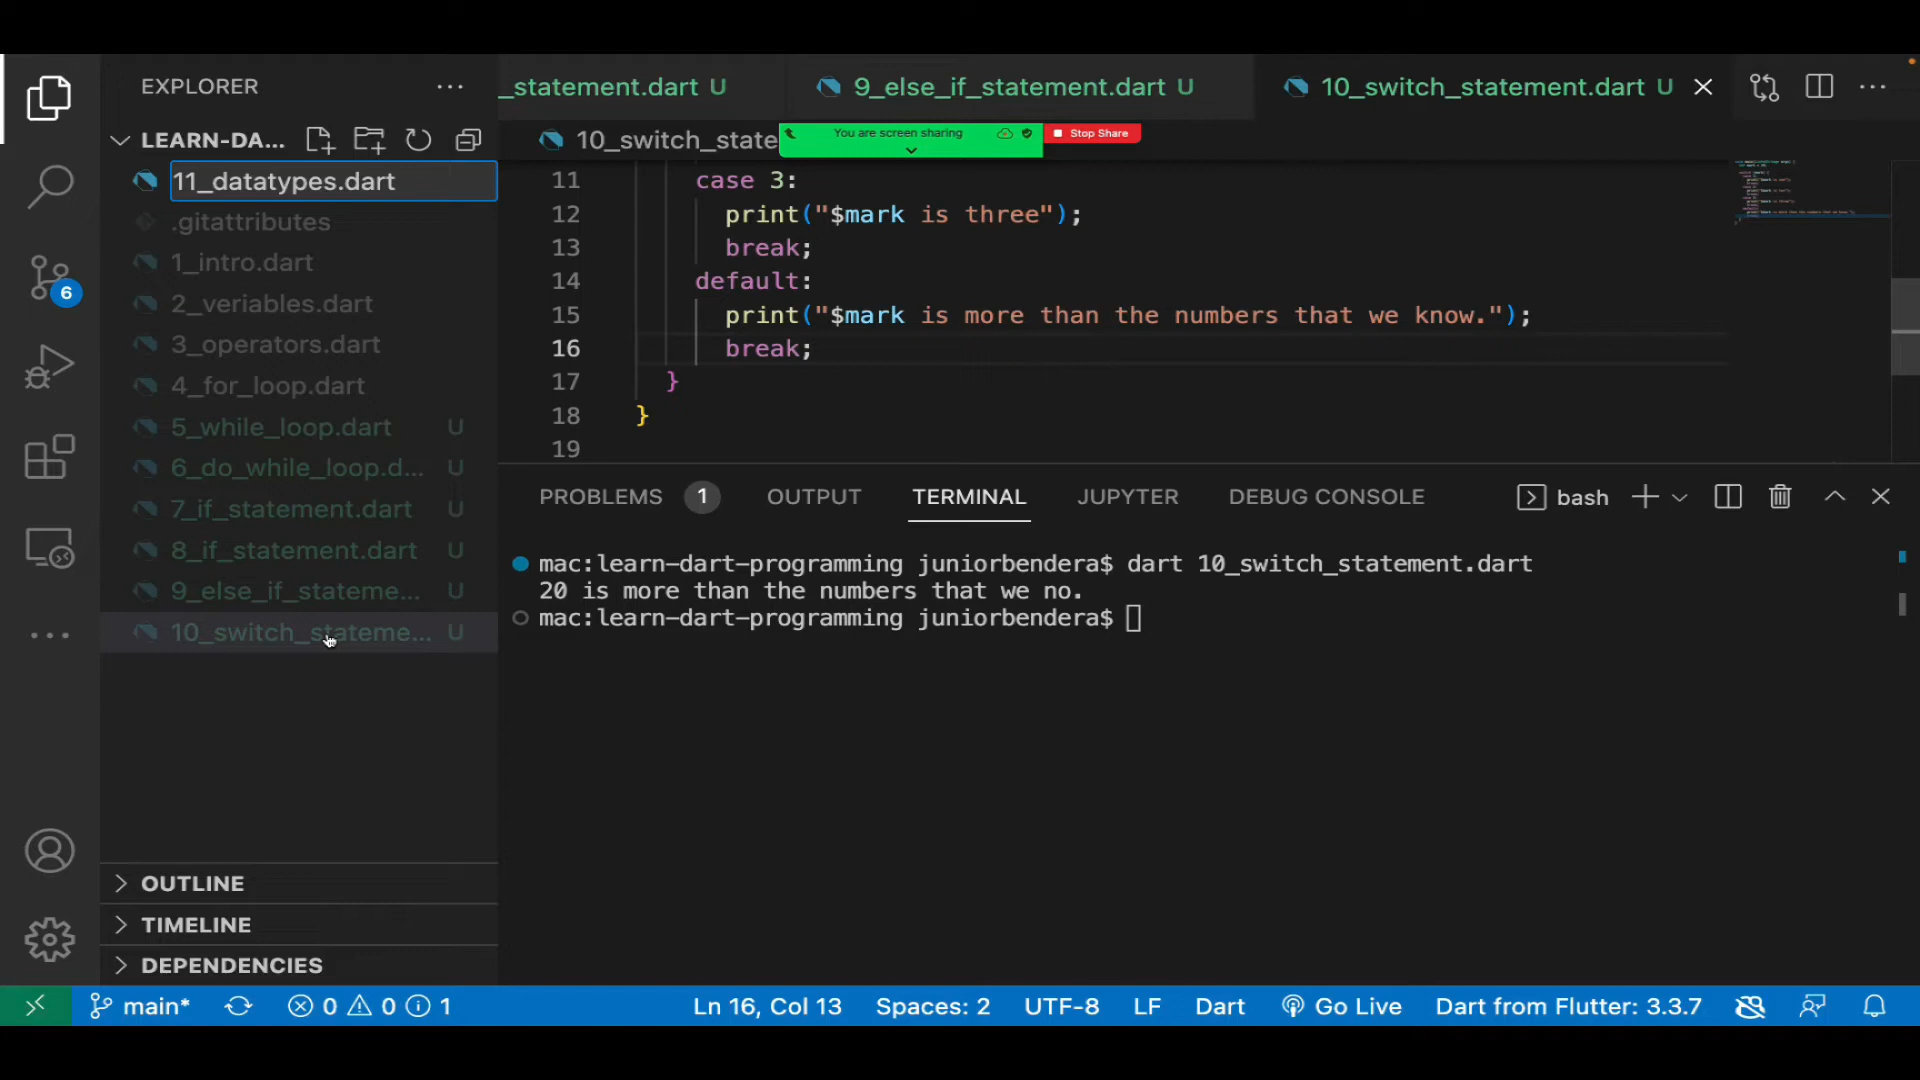 EXPLORER
LEARN-DA...
11_datatypes.dart
.gitattributes
1_intro.dart
2_veriables.dart
3_operators.dart
4_for_loop.dart
5_while_loop.dart U
6_do_while_loop.d... U
7_if_statement.dart U
8_if_statement.dart U
9_else_if_stateme... U
10_switch_stateme... U
OUTLINE
TIMELINE
DEPENDENCIES
6
_statement.dart U
9_else_if_statement.dart U
10_switch_statement.dart U
10_switch_state
You are screen sharing
Stop Share
11 case 3:
12 print("$mark is three");
13 break;
14 default:
15 print("$mark is more than the numbers that we know.");
16 break;
17 }
18 }
19
PROBLEMS 1 OUTPUT TERMINAL JUPYTER DEBUG CONSOLE
bash
mac:learn-dart-programming juniorbendera$ dart 10_switch_statement.dart
20 is more than the numbers that we no.
mac:learn-dart-programming juniorbendera$
main* 0 0 1 Ln 16, Col 13 Spaces: 2 UTF-8 LF Dart Go Live Dart from Flutter: 3.3.7